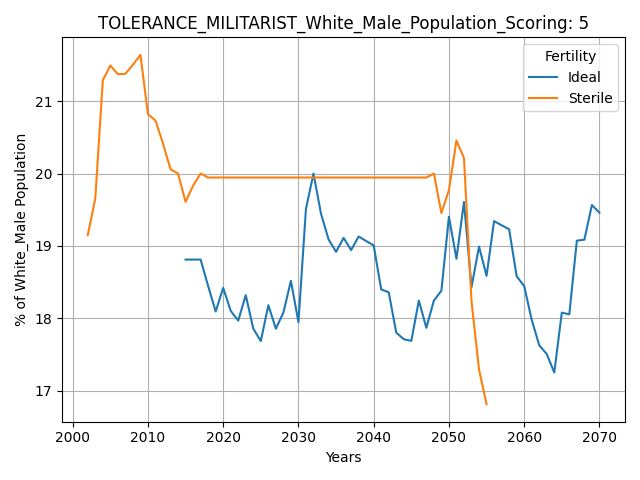 TOLERANCE_MILITARIST_White_Male_Population_Scoring: 5
Fertility
Ideal
Sterile
% of White_Male Population
21
20
19
18
17
2000 2010 2020 2030 2040 2050 2060 2070
Years